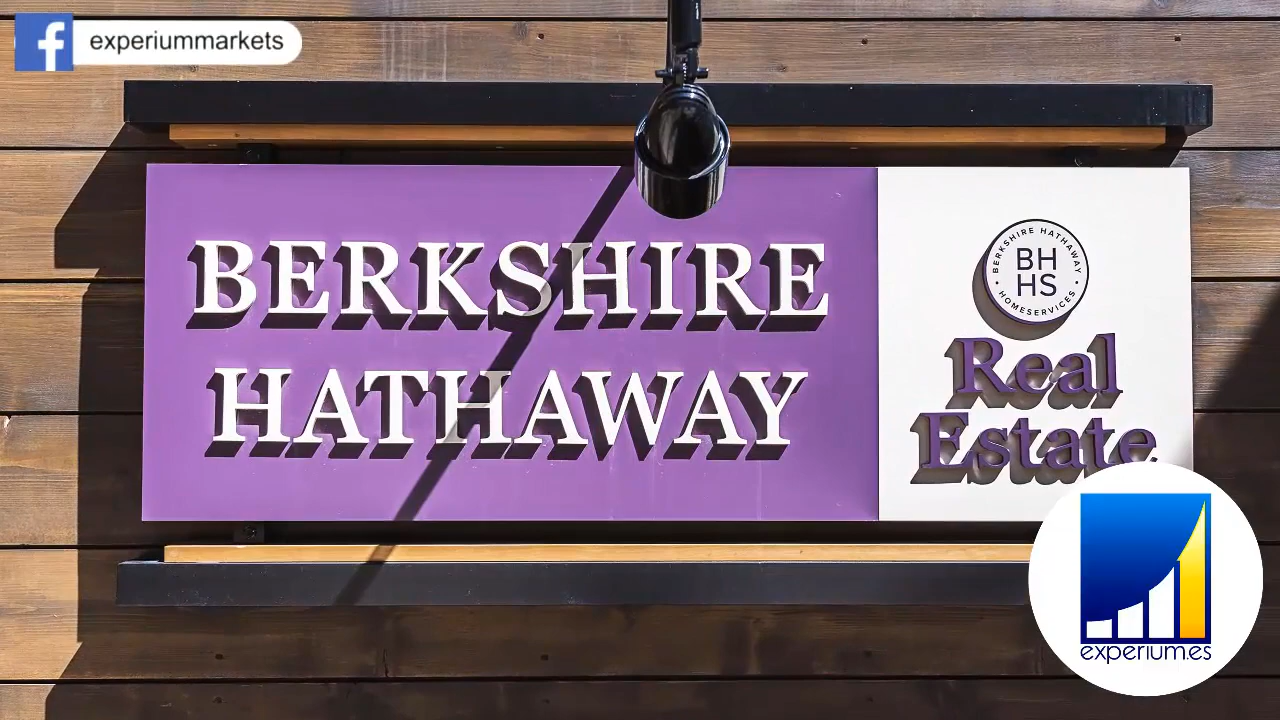 experiummarkets
BERKSHIRE
HATHAWAY
BERKSHIRE HATHAWAY
BH
HS
• HOMESERVICES •
Real
Estate
experium.es